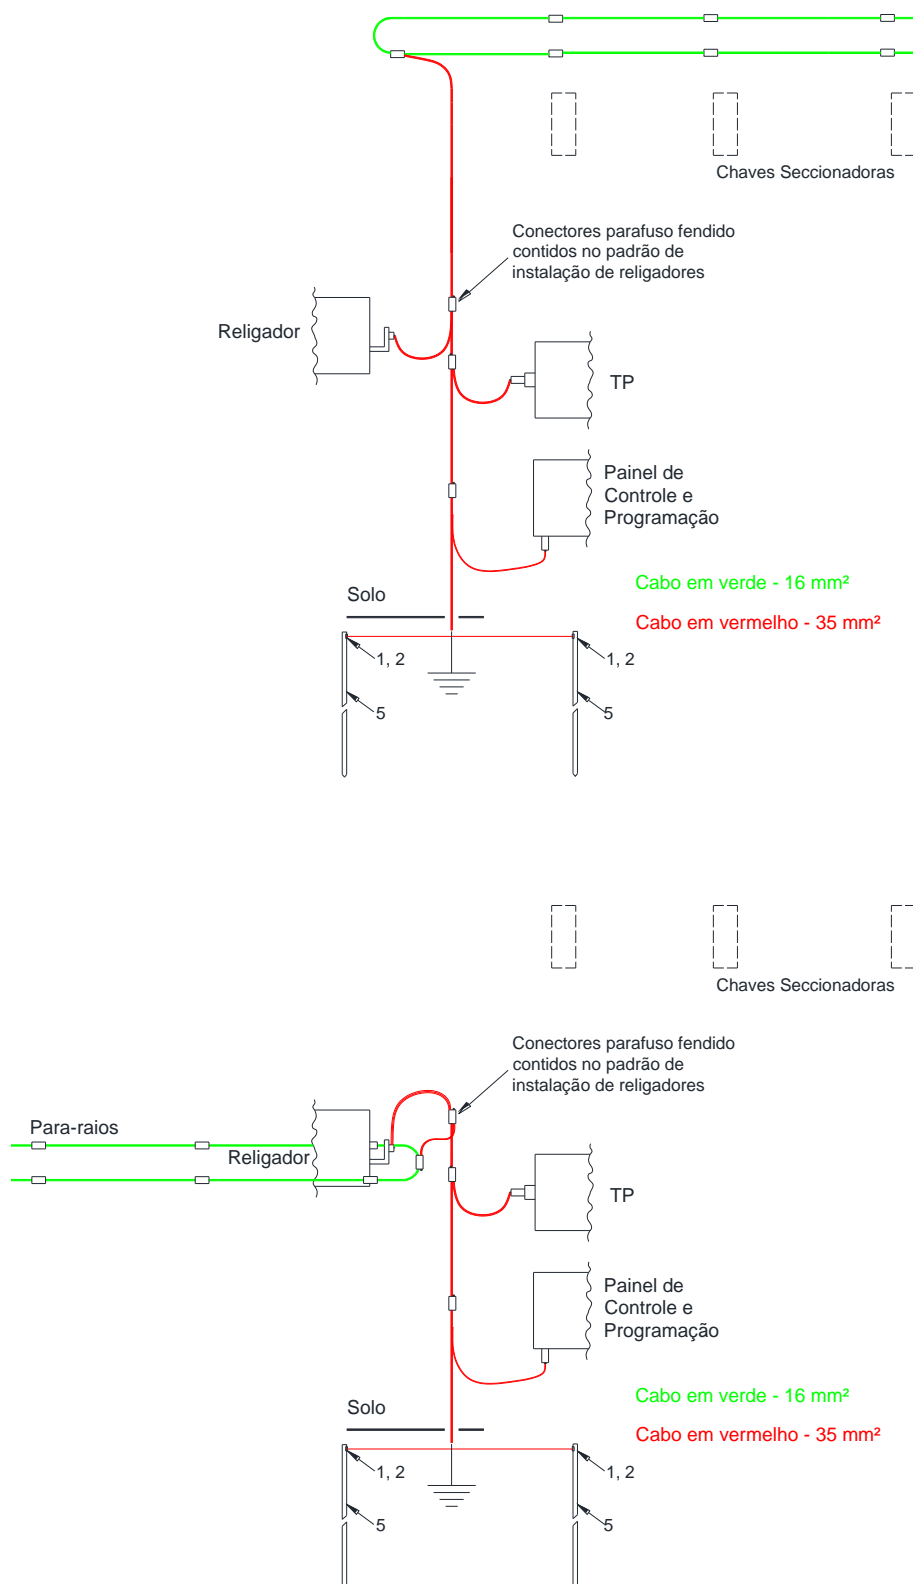 Chaves Seccionadoras
Conectores parafuso fendido
contidos no padrão de
instalação de religadores
Religador
TP
Painel de
Controle e
Programação
Cabo em verde - 16 mm²
Solo
Cabo em vermelho - 35 mm²
1, 2
1, 2
5
5
Chaves Seccionadoras
Conectores parafuso fendido
contidos no padrão de
instalação de religadores
Para-raios
Religador
TP
Painel de
Controle e
Programação
Cabo em verde - 16 mm²
Solo
Cabo em vermelho - 35 mm²
1, 2
1, 2
5
5